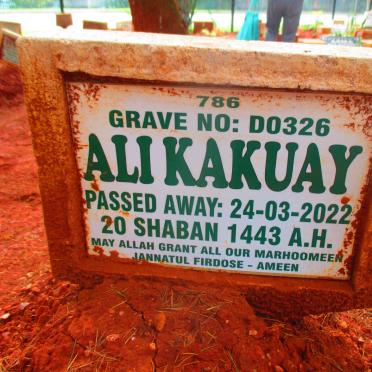 786
GRAVE NO: D0326
ALI KAKUAY
PASSED AWAY: 24-03-2022
20 SHABAN 1443 A.H.
MAY ALLAH GRANT ALL OUR MARHOOMEEN
JANNATUL FIRDOSE - AMEEN